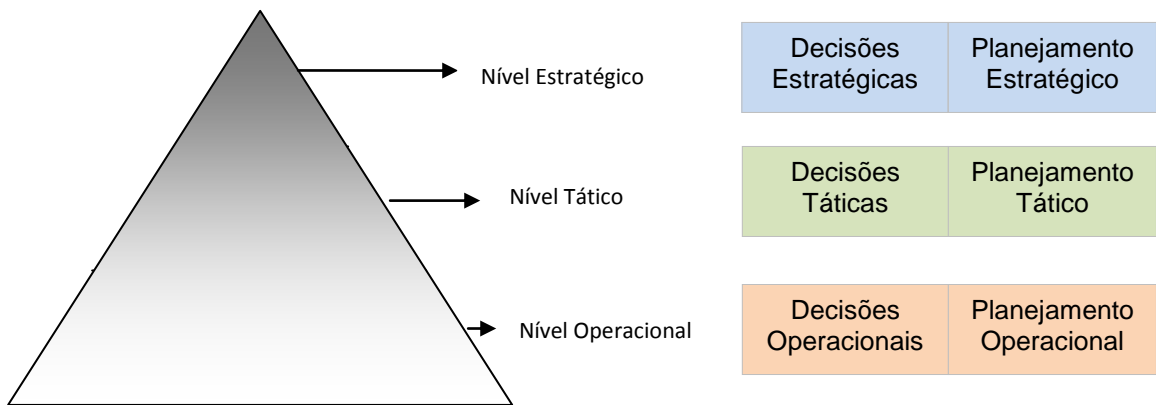 Nível Estratégico
Decisões
Estratégicas
Planejamento
Estratégico
Nível Tático
Decisões
Táticas
Planejamento
Tático
Nível Operacional
Decisões
Operacionais
Planejamento
Operacional